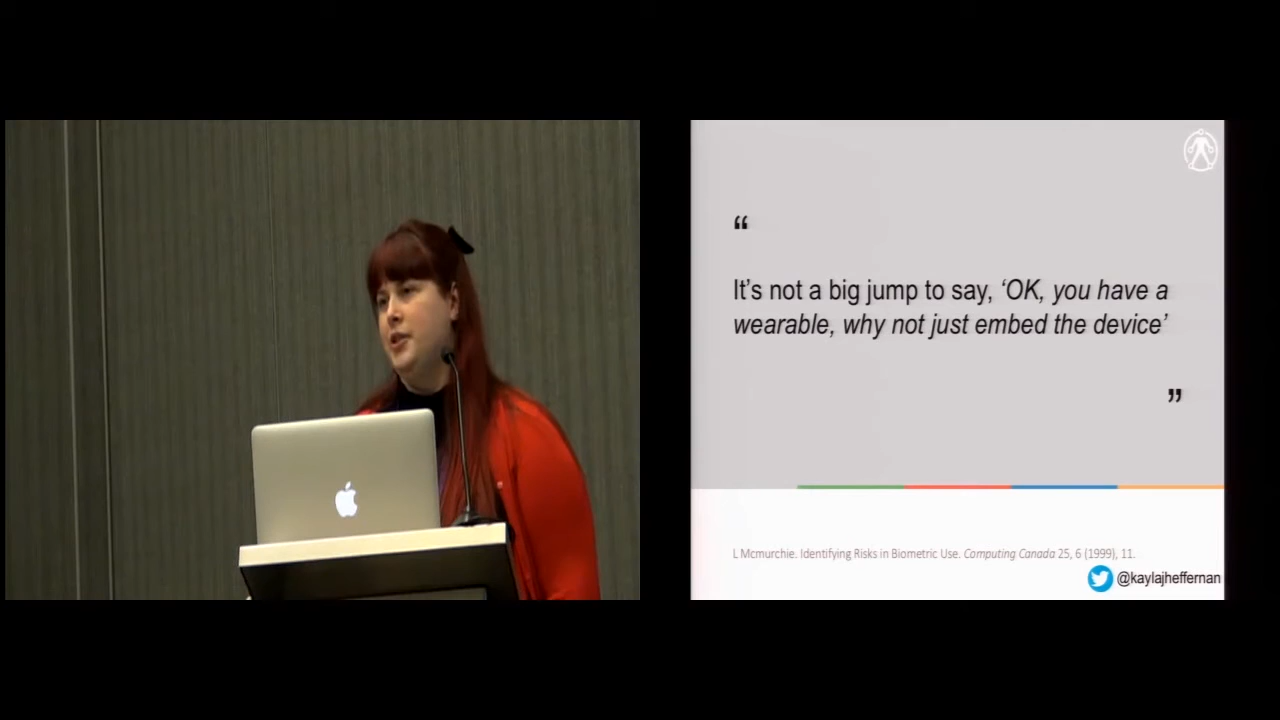 “
It’s not a big jump to say, ‘OK, you have a
wearable, why not just embed the device’
”
L Mcmurchie. Identifying Risks in Biometric Use. Computing Canada 25, 6 (1999), 11.
@kaylajheffernan